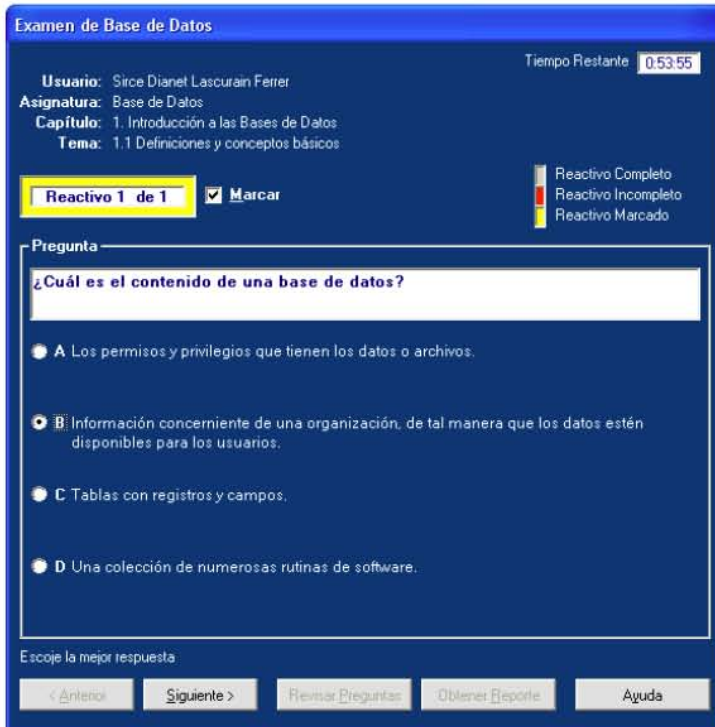 Examen de Base de Datos
Tiempo Restante 0:53:55
Usuario: Sirce Dianet Lascurain Ferrer
Asignatura: Base de Datos
Capítulo: 1. Introducción a las Bases de Datos
Tema: 1.1 Definiciones y conceptos básicos
Reactivo 1 de 1
Marcar
Reactivo Completo
Reactivo Incompleto
Reactivo Marcado
Pregunta
¿Cuál es el contenido de una base de datos?
A Los permisos y privilegios que tienen los datos o archivos.
B Información concerniente de una organización, de tal manera que los datos estén
disponibles para los usuarios.
C Tablas con registros y campos.
D Una colección de numerosas rutinas de software.
Escoje la mejor respuesta
< Anterior
Siguiente >
Revisar Preguntas
Obtener Reporte
Ayuda